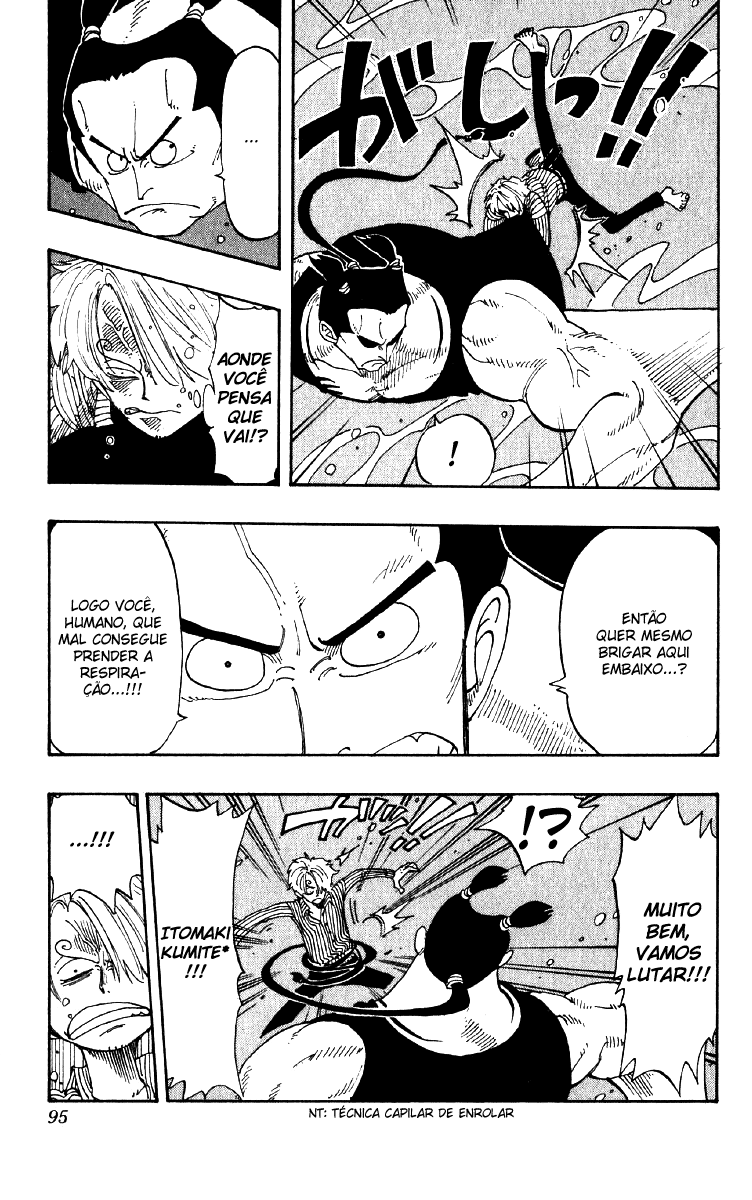 ガシッ!!
!
...
AONDE
VOCÊ
PENSA
QUE
VAI!?
ENTÃO
QUER MESMO
BRIGAR AQUI
EMBAIXO...?
LOGO VOCÊ,
HUMANO, QUE
MAL CONSEGUE
PRENDER A
RESPIRA-
ÇÃO...!!!
MUITO
BEM,
VAMOS
LUTAR!!!
!?
ITOMAKI
KUMITE*
!!!
...!!!
NT: TÉCNICA CAPILAR DE ENROLAR
95